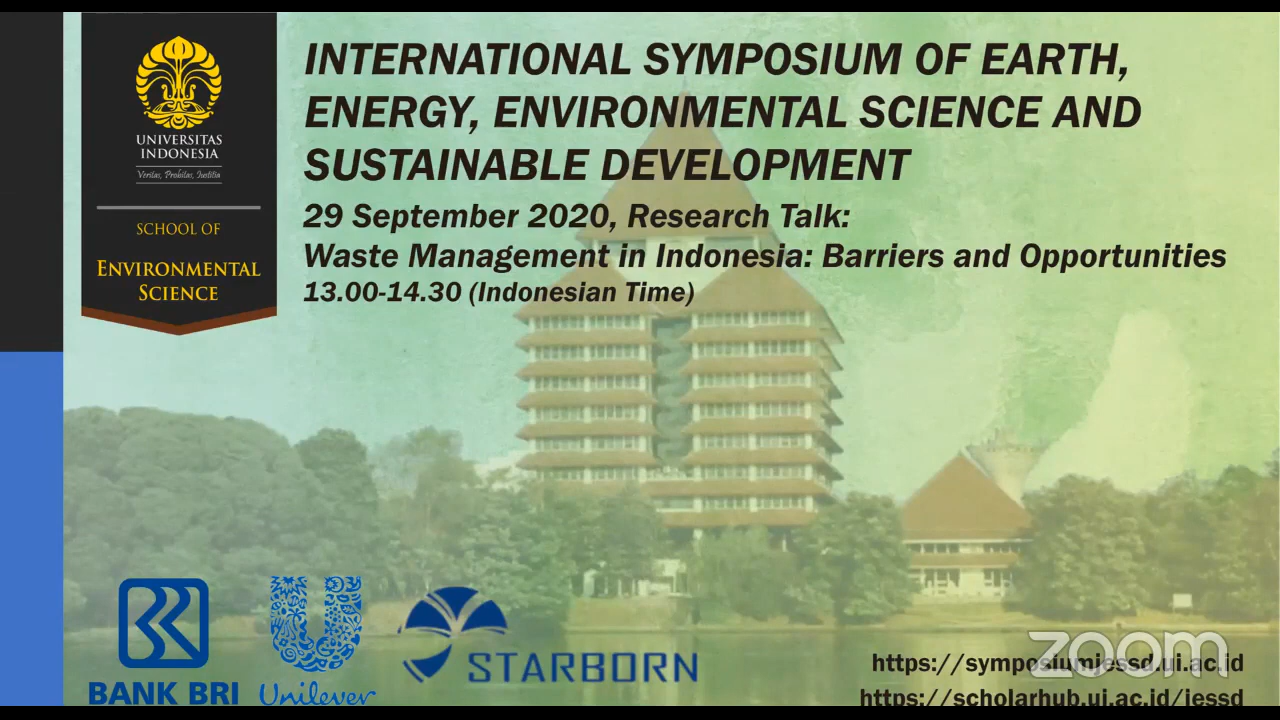 UNIVERSITAS
INDONESIA
Veritas, Probitas, Iustitia
SCHOOL OF
ENVIRONMENTAL
SCIENCE
INTERNATIONAL SYMPOSIUM OF EARTH,
ENERGY, ENVIRONMENTAL SCIENCE AND
SUSTAINABLE DEVELOPMENT
29 September 2020, Research Talk:
Waste Management in Indonesia: Barriers and Opportunities
13.00-14.30 (Indonesian Time)
BANK BRI
Unilever
STARBORN
zoom
https://symposiumjessd.ui.ac.id
https://scholarhub.ui.ac.id/jessd